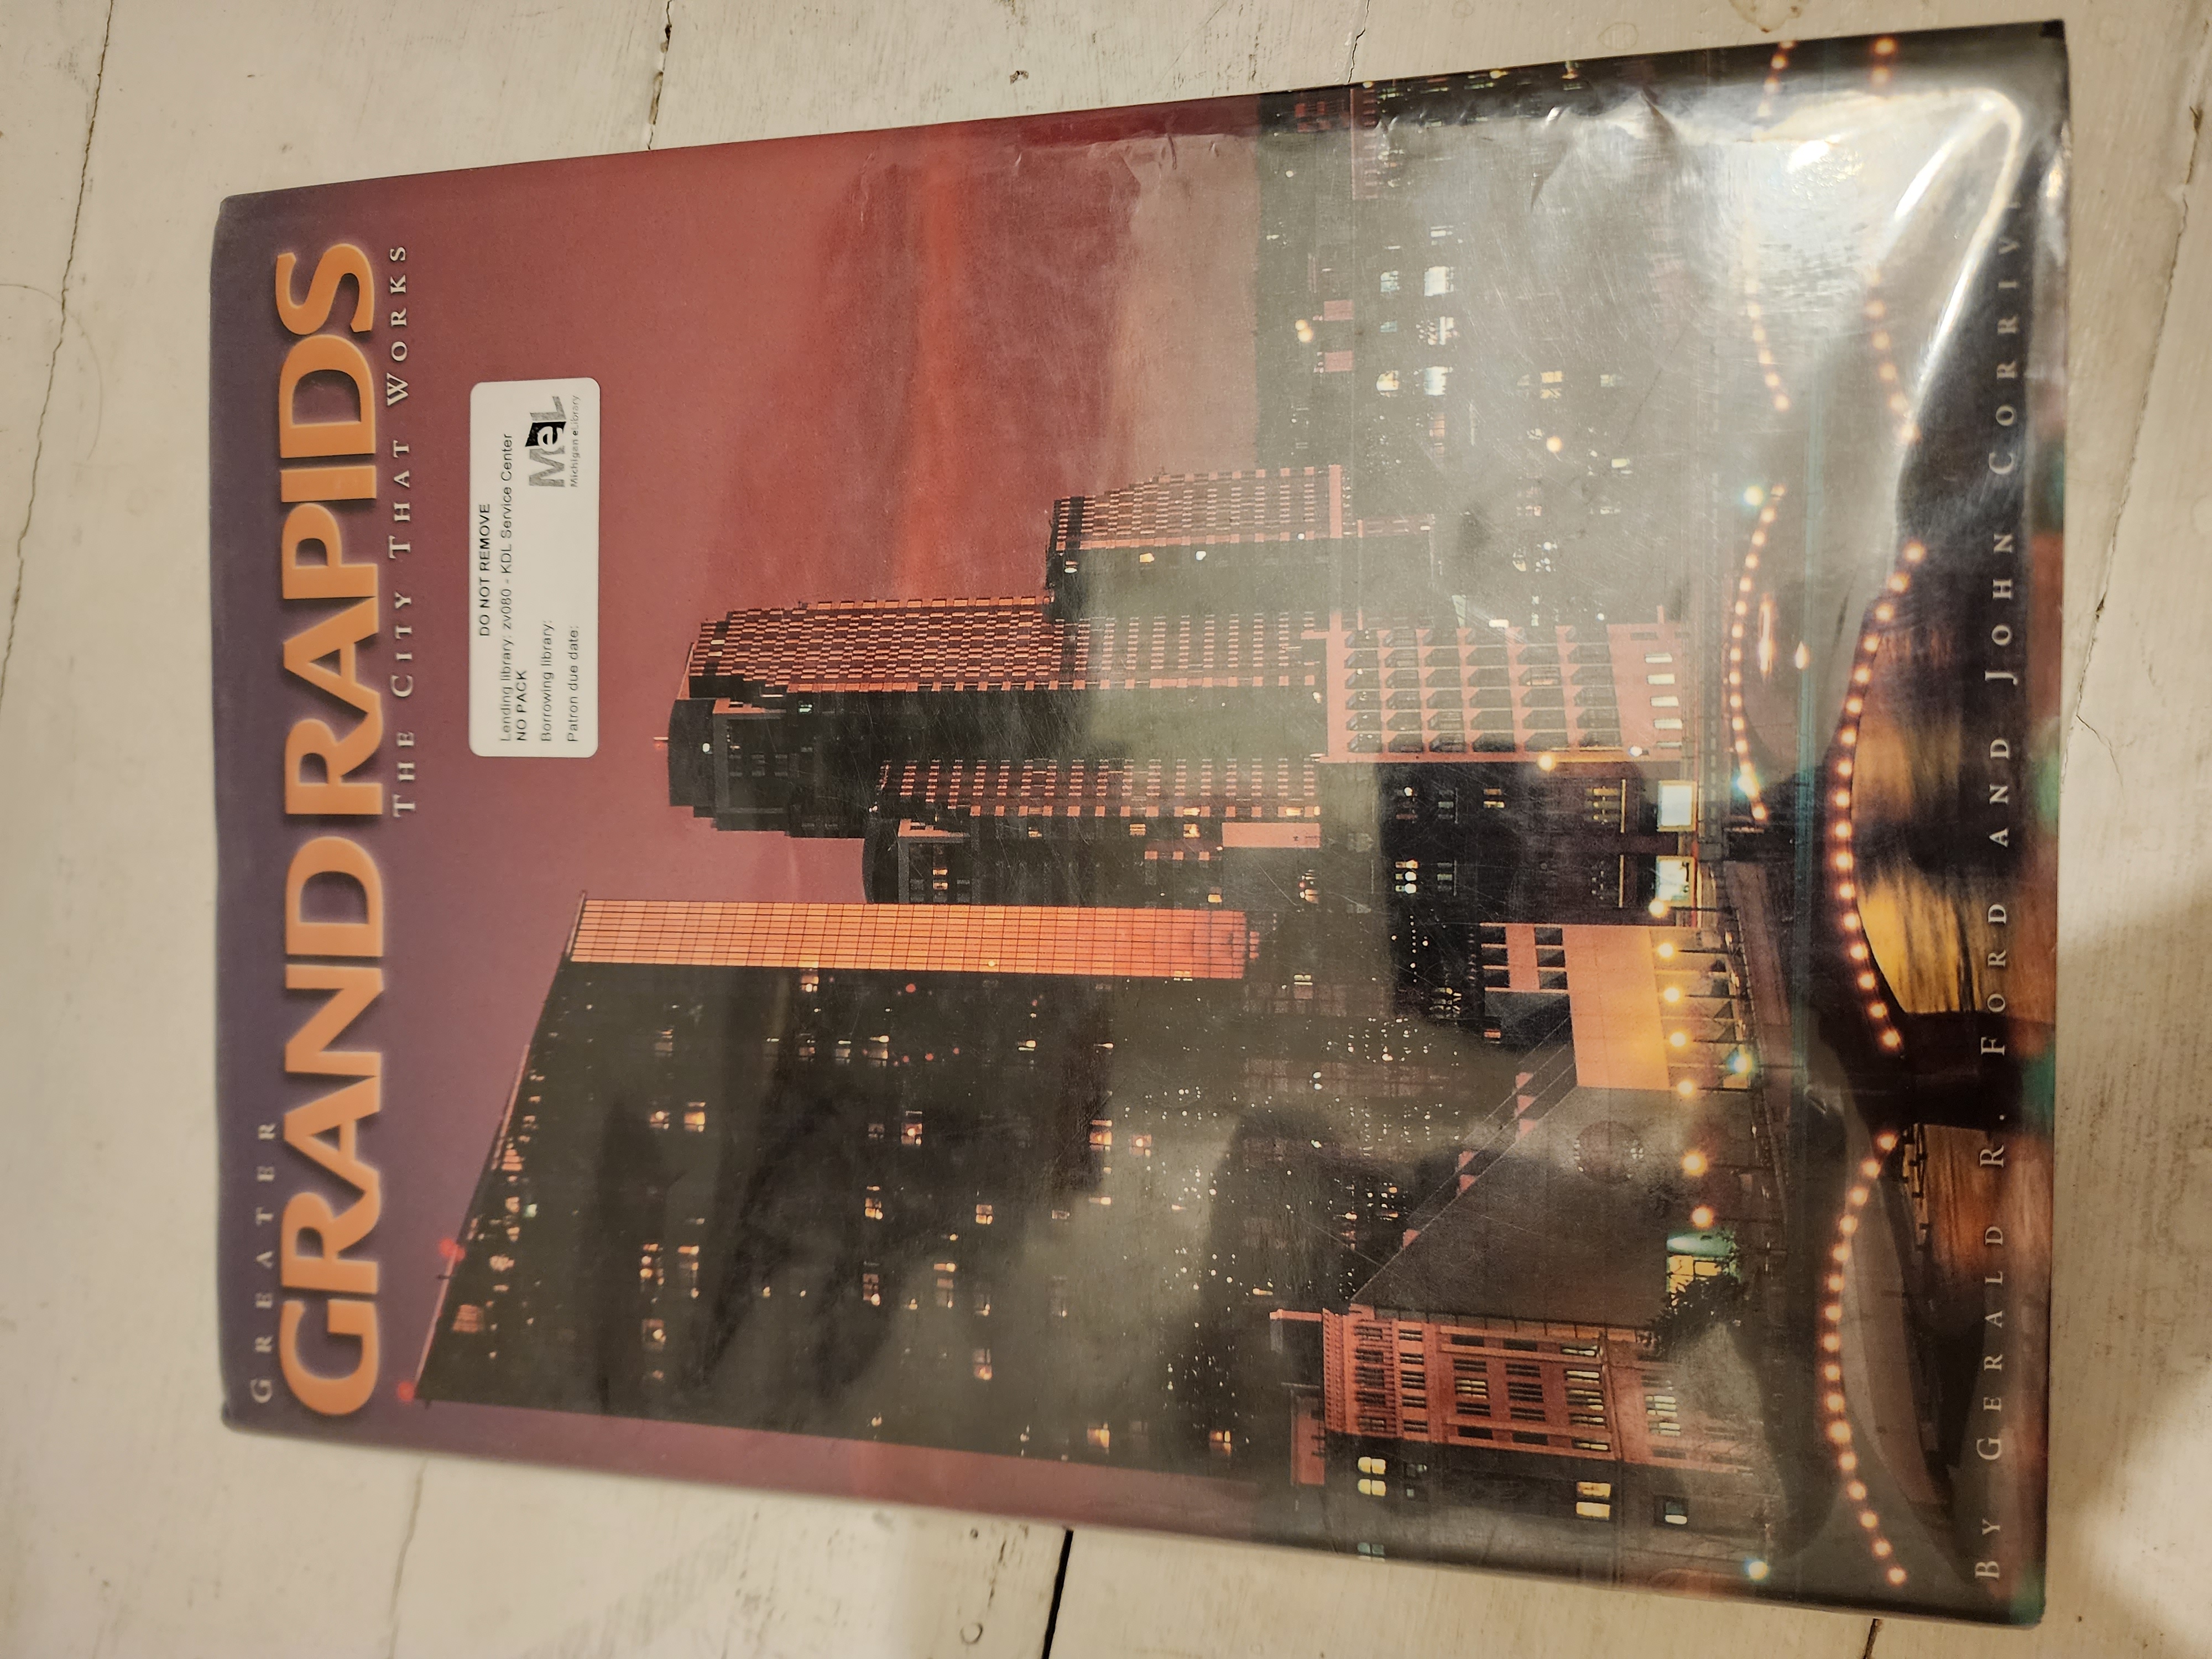 GREATER
GRAND RAPIDS
THE CITY THAT WORKS
DO NOT REMOVE
Lending library: zv080 - KDL Service Center
NO PACK
Borrowing library:
Patron due date:
MeL
Michigan eLibrary
BY GERALD R. FORD AND JOHN